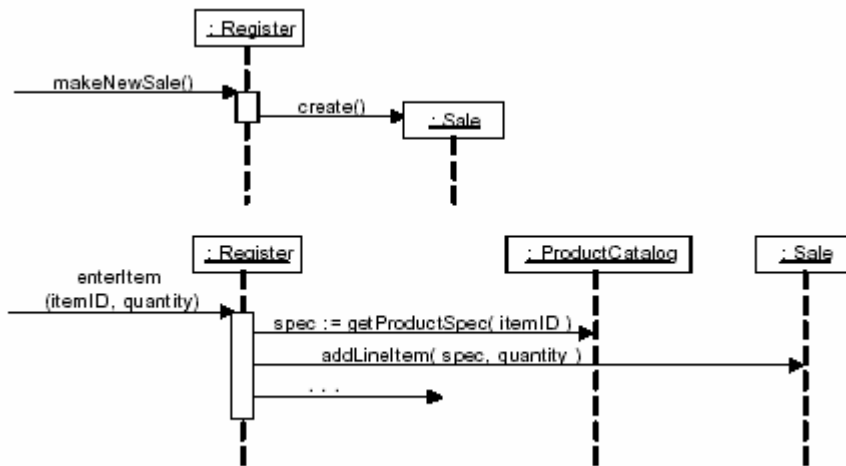 : Register
makeNewSale()
create()
: Sale
: Register
: ProductCatalog
: Sale
enterItem
(itemID, quantity)
spec := getProductSpec( itemID )
addLineItem( spec, quantity )
. . .